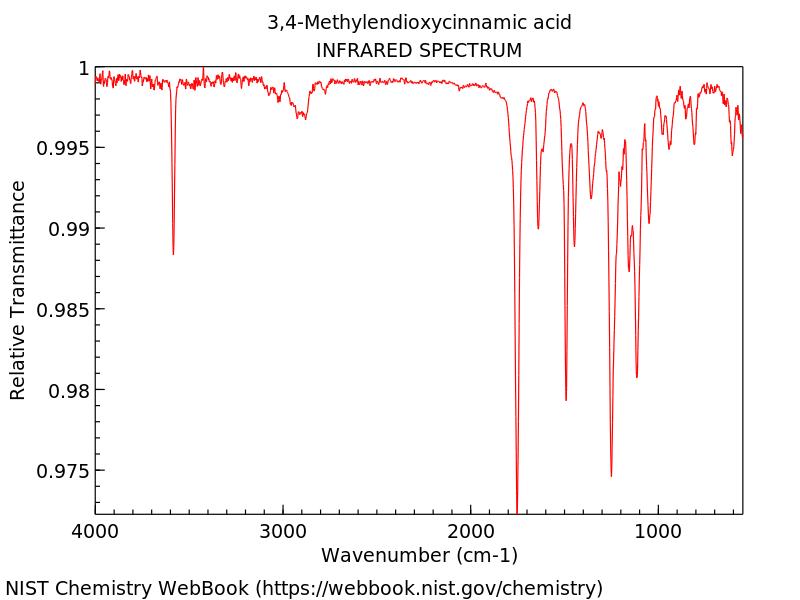 3,4-Methylendioxycinnamic acid
INFRARED SPECTRUM
1
0.995
0.99
0.985
0.98
0.975
Relative Transmittance
4000 3000 2000 1000
Wavenumber (cm-1)
NIST Chemistry WebBook (https://webbook.nist.gov/chemistry)